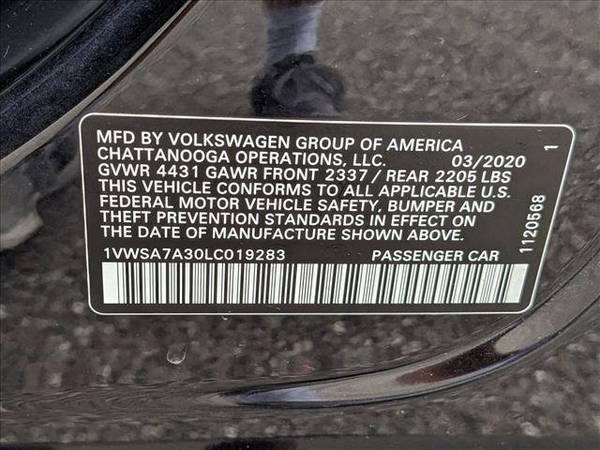 MFD BY VOLKSWAGEN GROUP OF AMERICA
CHATTANOOGA OPERATIONS, LLC. 03/2020
GVWR 4431 GAWR FRONT 2337 / REAR 2205 LBS
THIS VEHICLE CONFORMS TO ALL APPLICABLE U.S.
FEDERAL MOTOR VEHICLE SAFETY, BUMPER AND
THEFT PREVENTION STANDARDS IN EFFECT ON
THE DATE OF MANUFACTURE SHOWN ABOVE
1VWSA7A30LC019283 PASSENGER CAR
1120568 1